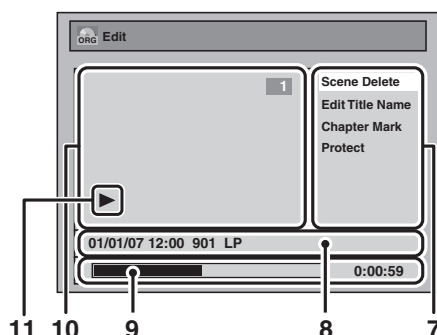 ORG Edit
1
Scene Delete
Edit Title Name
Chapter Mark
Protect
01/01/07 12:00 901 LP
0:00:59
11 10 9 8 7